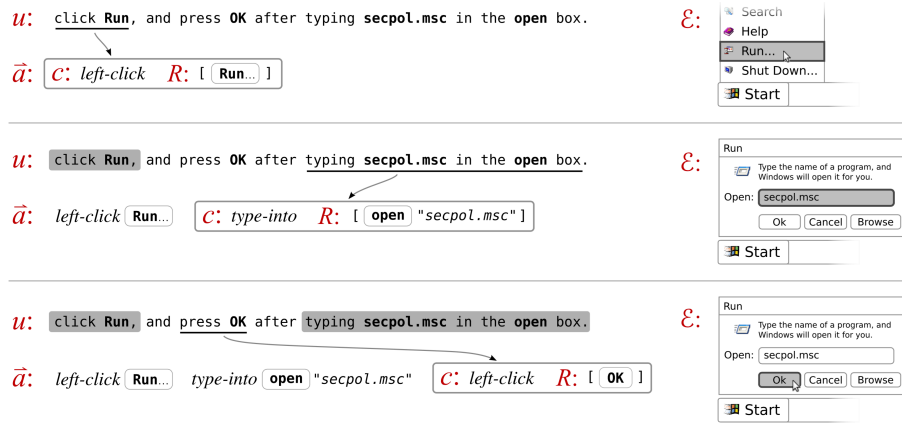 u: click Run, and press OK after typing secpol.msc in the open box.
ℰ:
Search
Help
Run...
Shut Down...
Start
a⃗: c: left-click R: [ Run... ]
u: click Run, and press OK after typing secpol.msc in the open box.
ℰ:
Run
Type the name of a program, and
Windows will open it for you.
Open: secpol.msc
Ok Cancel Browse
Start
a⃗: left-click Run... c: type-into R: [ open "secpol.msc" ]
u: click Run, and press OK after typing secpol.msc in the open box.
ℰ:
Run
Type the name of a program, and
Windows will open it for you.
Open: secpol.msc
Ok Cancel Browse
Start
a⃗: left-click Run... type-into open "secpol.msc" c: left-click R: [ OK ]